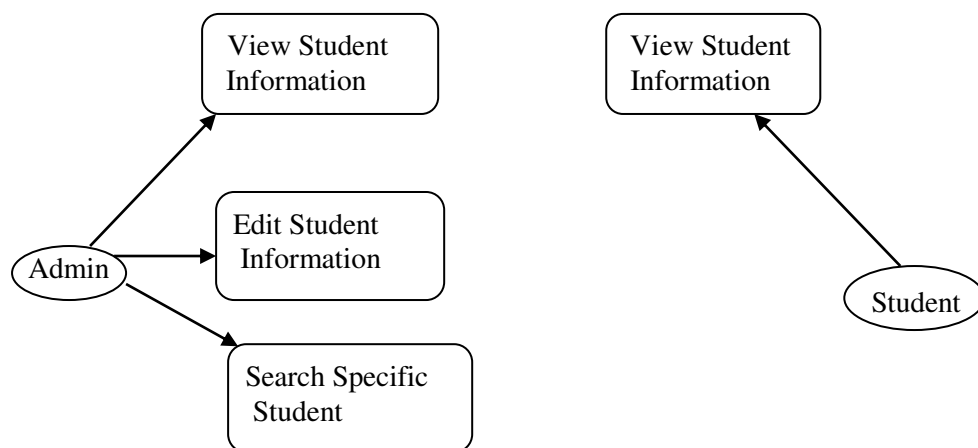 View Student
Information
View Student
Information
Edit Student
Information
Admin
Student
Search Specific
Student